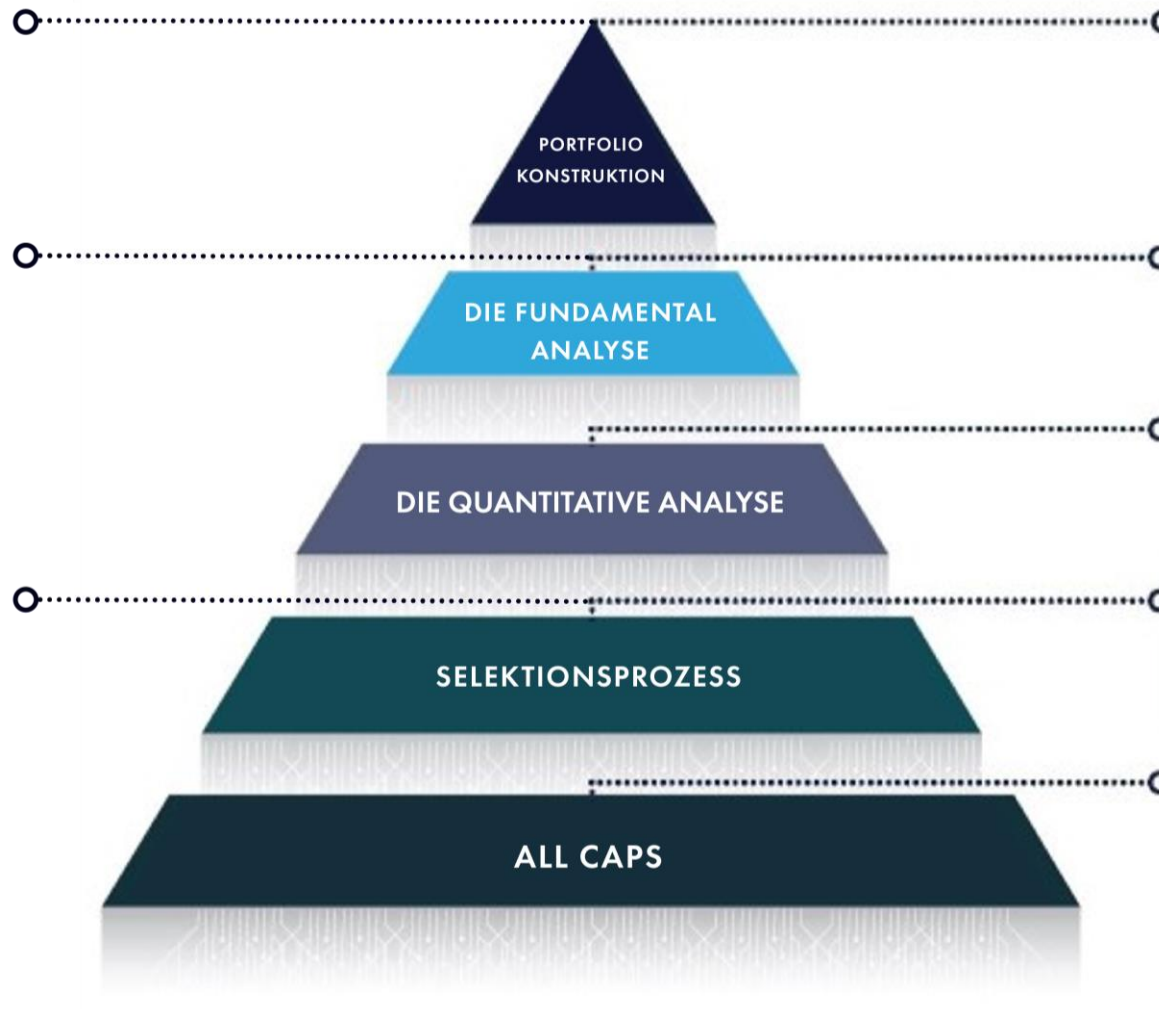 PORTFOLIO
KONSTRUKTION
DIE FUNDAMENTAL
ANALYSE
DIE QUANTITATIVE ANALYSE
SELEKTIONSPROZESS
ALL CAPS